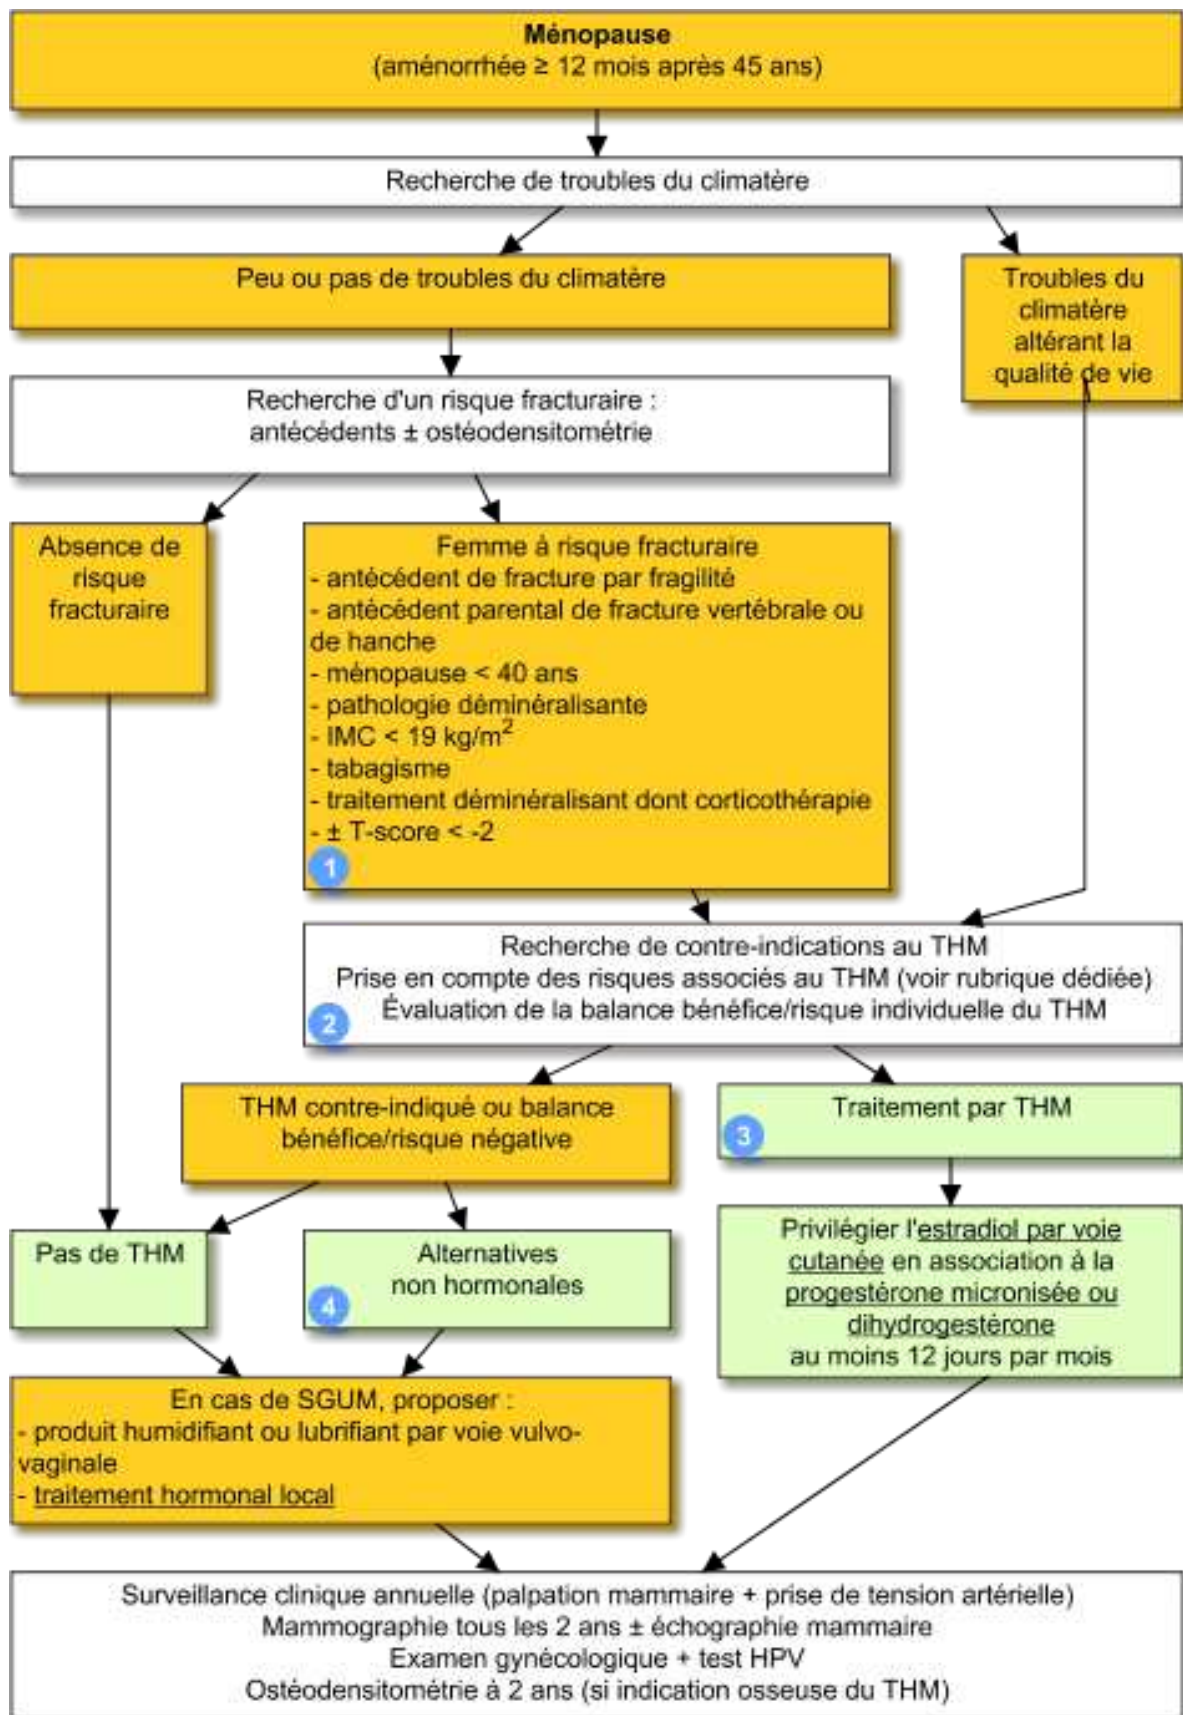 Ménopause
(aménorrhée ≥ 12 mois après 45 ans)
Recherche de troubles du climatère
Peu ou pas de troubles du climatère
Troubles du
climatère
altérant la
qualité de vie
Recherche d'un risque fracturaire :
antécédents ± ostéodensitométrie
Absence de
risque
fracturaire
Femme à risque fracturaire
- antécédent de fracture par fragilité
- antécédent parental de fracture vertébrale ou
de hanche
- ménopause < 40 ans
- pathologie déminéralisante
- IMC < 19 kg/m²
- tabagisme
- traitement déminéralisant dont corticothérapie
- ± T-score < -2
1
Recherche de contre-indications au THM
Prise en compte des risques associés au THM (voir rubrique dédiée)
Évaluation de la balance bénéfice/risque individuelle du THM
2
THM contre-indiqué ou balance
bénéfice/risque négative
Traitement par THM
3
Pas de THM
Alternatives
non hormonales
4
Privilégier l'estradiol par voie
cutanée en association à la
progestérone micronisée ou
dihydrogestérone
au moins 12 jours par mois
En cas de SGUM, proposer :
- produit humidifiant ou lubrifiant par voie vulvo-
vaginale
- traitement hormonal local
Surveillance clinique annuelle (palpation mammaire + prise de tension artérielle)
Mammographie tous les 2 ans ± échographie mammaire
Examen gynécologique + test HPV
Ostéodensitométrie à 2 ans (si indication osseuse du THM)